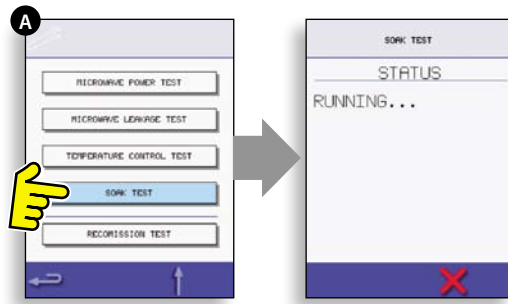 A
MICROWAVE POWER TEST
MICROWAVE LEAKAGE TEST
TEMPERATURE CONTROL TEST
SOAK TEST
RECOMISSION TEST
SOAK TEST
STATUS
RUNNING...